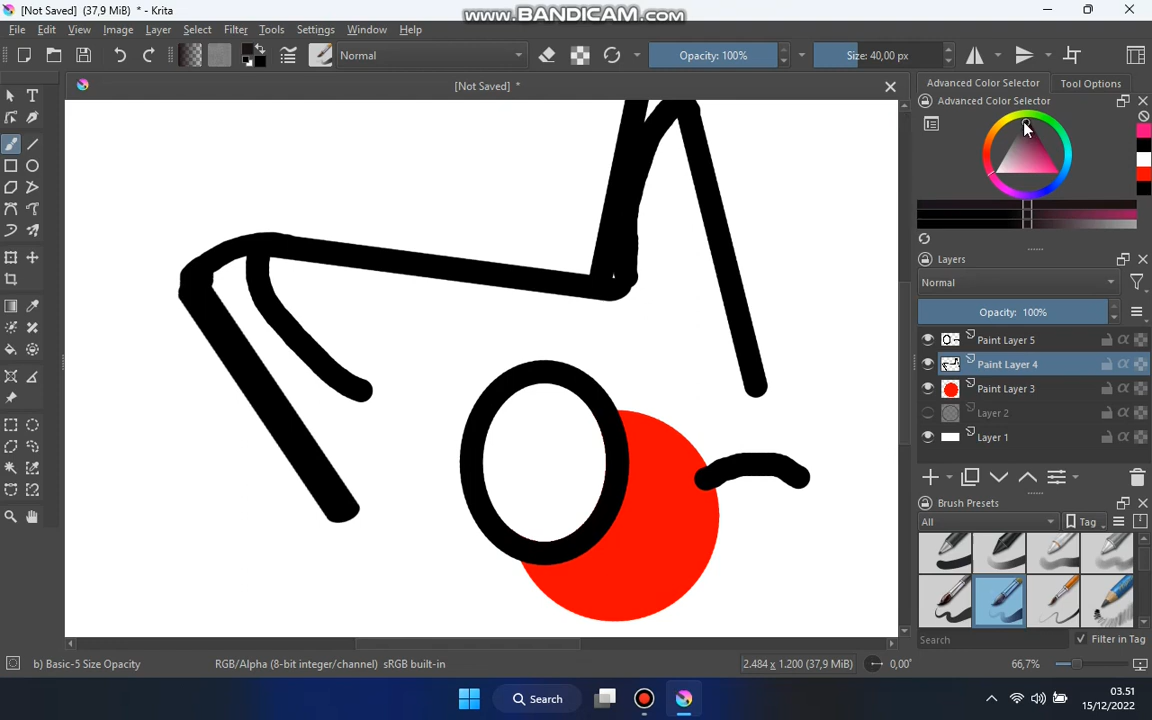 [Not Saved] (37,9 MiB) * - Krita
www.BANDICAM.com
File Edit View Image Layer Select Filter Tools Settings Window Help
Normal
Opacity: 100%
Size: 40,00 px
[Not Saved] *
Advanced Color Selector
Tool Options
Advanced Color Selector
Layers
Normal
Opacity: 100%
Paint Layer 5
Paint Layer 4
Paint Layer 3
Layer 2
Layer 1
Brush Presets
All
Tag
Search
Filter in Tag
b) Basic-5 Size Opacity
RGB/Alpha (8-bit integer/channel) sRGB built-in
2.484 x 1.200 (37,9 MiB)
0,00°
66,7%
Search
03.51
15/12/2022